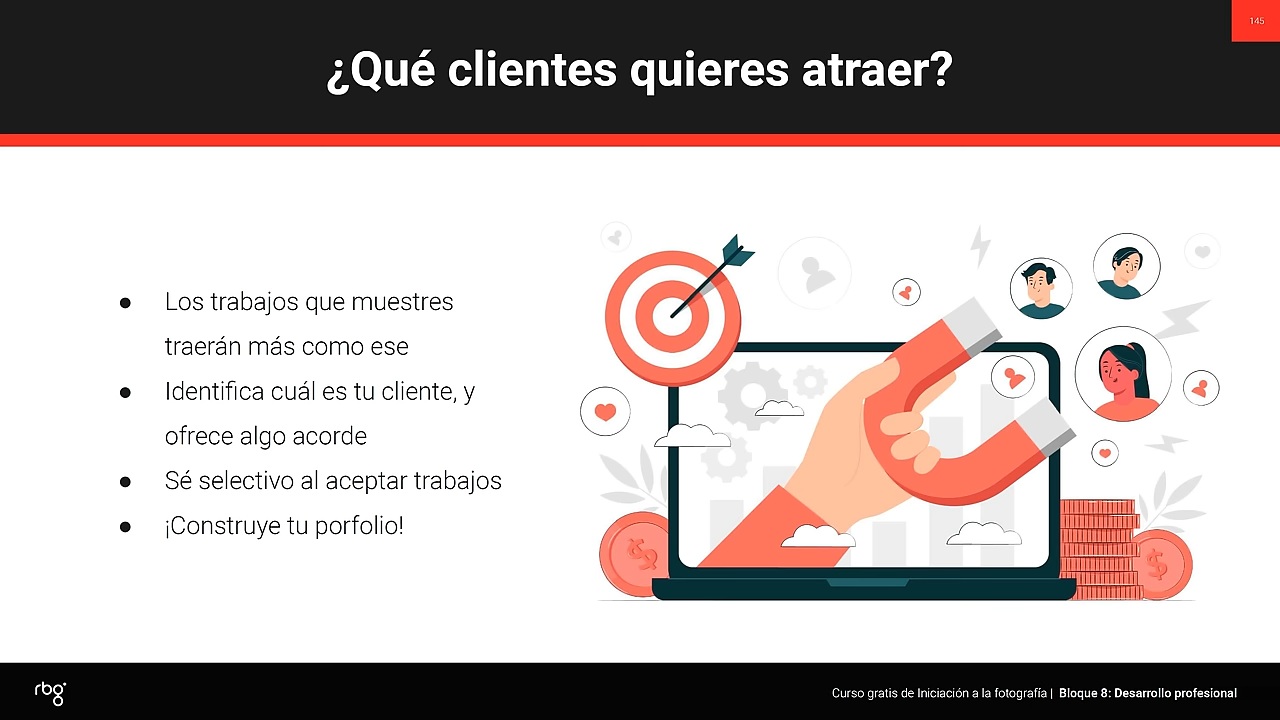 145
¿Qué clientes quieres atraer?
● Los trabajos que muestres
traerán más como ese
● Identifica cuál es tu cliente, y
ofrece algo acorde
● Sé selectivo al aceptar trabajos
● ¡Construye tu porfolio!
$
$
rbg
Curso gratis de Iniciación a la fotografía | Bloque 8: Desarrollo profesional